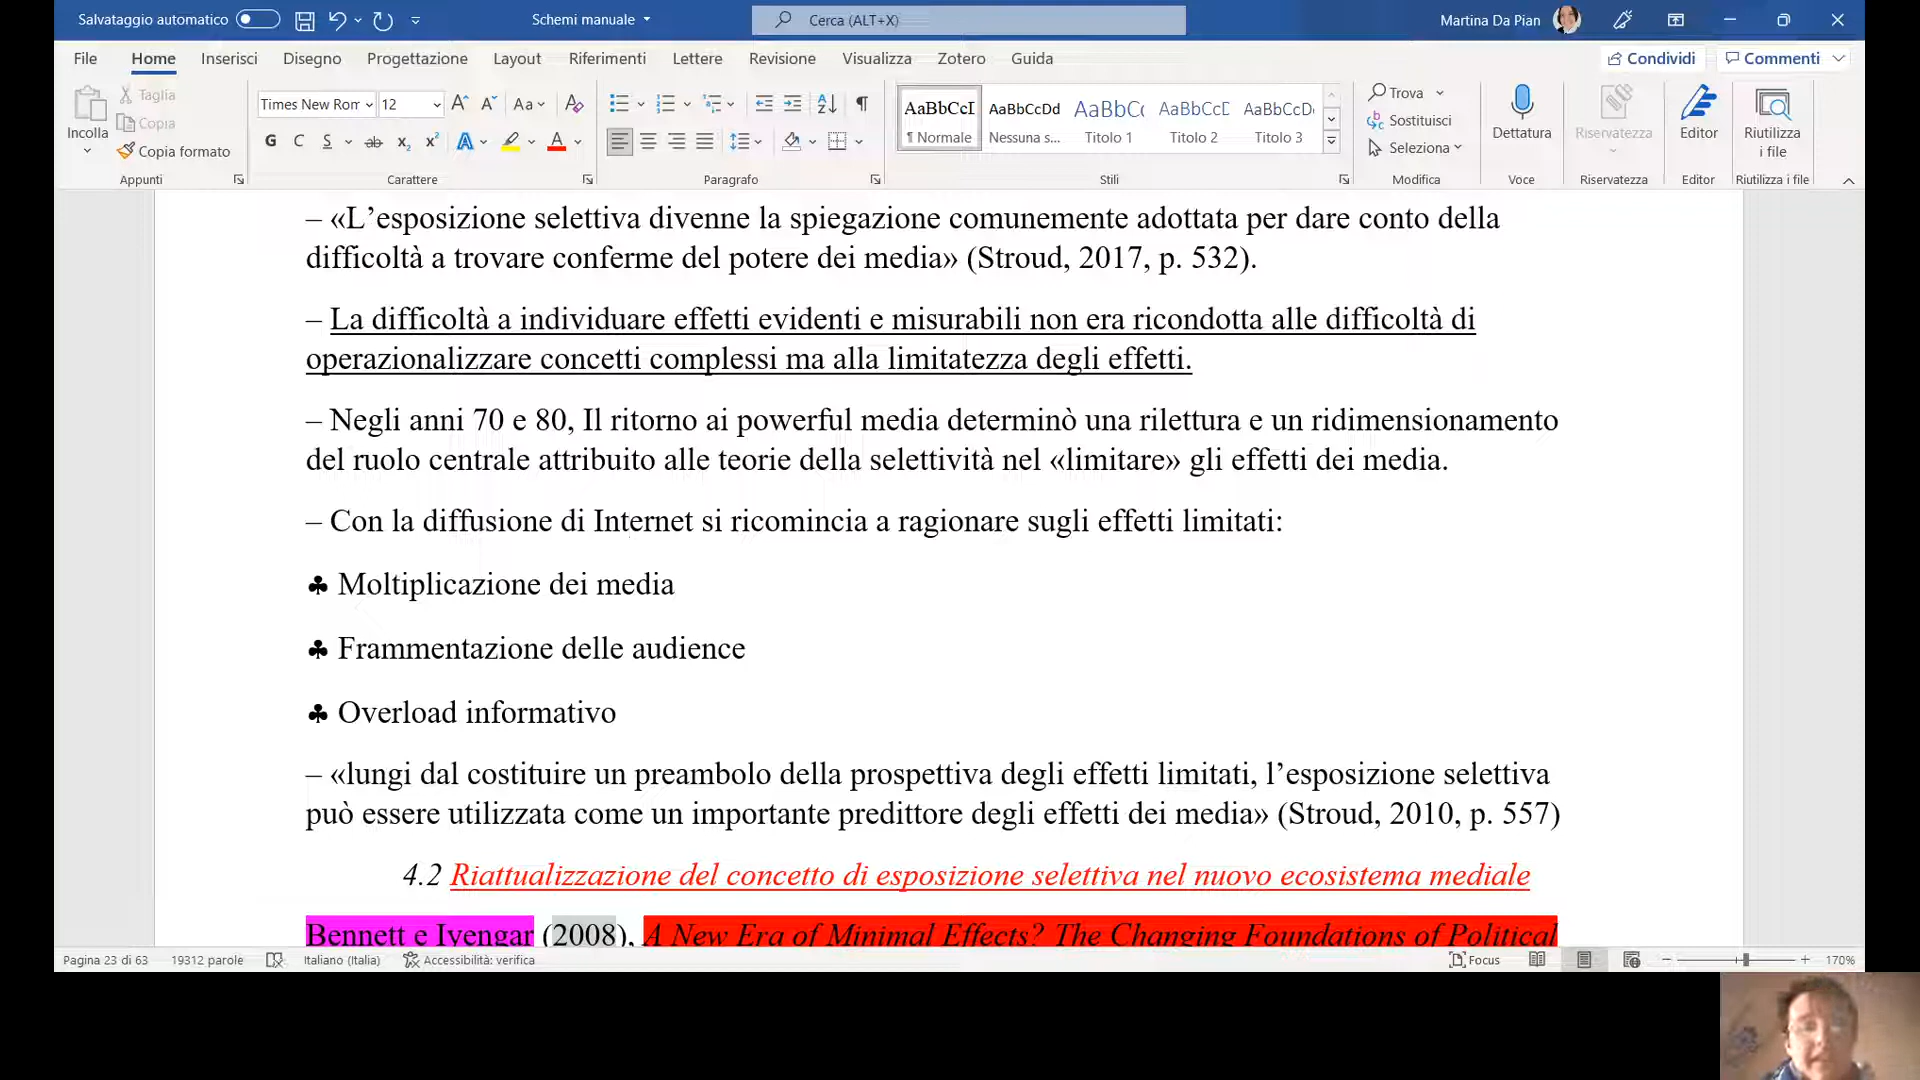 Salvataggio automatico
Schemi manuale
Cerca (ALT+X)
Martina Da Pian
File Home Inserisci Disegno Progettazione Layout Riferimenti Lettere Revisione Visualizza Zotero Guida
Condividi Commenti
Incolla
Taglia
Copia
Copia formato
Appunti
Times New Rom 12
Aa
G C S ab x₂ x² A A
Carattere
Paragrafo
AaBbCcI AaBbCcDd AaBbC AaBbCcD AaBbCcD
¶ Normale Nessuna s... Titolo 1 Titolo 2 Titolo 3
Stili
Trova
Sostituisci
Seleziona
Modifica
Dettatura
Voce
Riservatezza
Riservatezza
Editor
Editor
Riutilizza
i file
Riutilizza i file
– «L’esposizione selettiva divenne la spiegazione comunemente adottata per dare conto della
difficoltà a trovare conferme del potere dei media» (Stroud, 2017, p. 532).
– La difficoltà a individuare effetti evidenti e misurabili non era ricondotta alle difficoltà di
operazionalizzare concetti complessi ma alla limitatezza degli effetti.
– Negli anni 70 e 80, Il ritorno ai powerful media determinò una rilettura e un ridimensionamento
del ruolo centrale attribuito alle teorie della selettività nel «limitare» gli effetti dei media.
– Con la diffusione di Internet si ricomincia a ragionare sugli effetti limitati:
♣ Moltiplicazione dei media
♣ Frammentazione delle audience
♣ Overload informativo
– «lungi dal costituire un preambolo della prospettiva degli effetti limitati, l’esposizione selettiva
può essere utilizzata come un importante predittore degli effetti dei media» (Stroud, 2010, p. 557)
4.2 Riattualizzazione del concetto di esposizione selettiva nel nuovo ecosistema mediale
Bennett e Iyengar (2008), A New Era of Minimal Effects? The Changing Foundations of Political
Pagina 23 di 63 19312 parole Italiano (Italia) Accessibilità: verifica Focus 170%